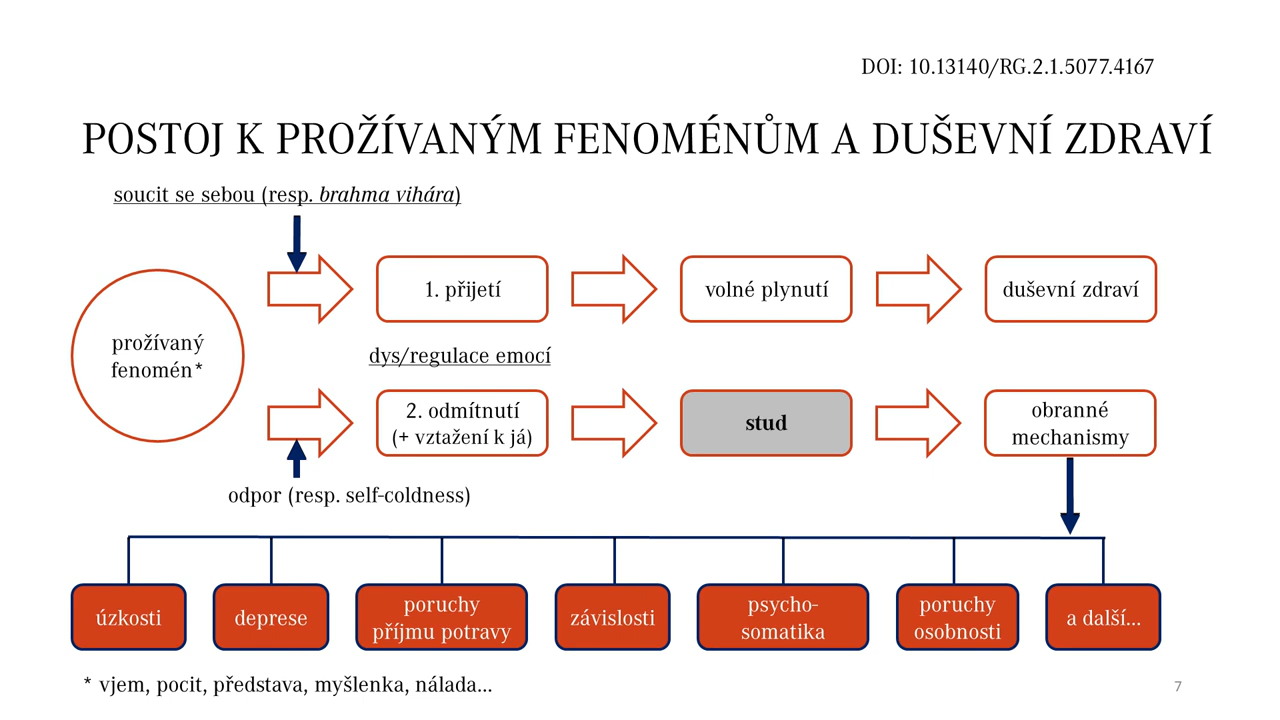 DOI: 10.13140/RG.2.1.5077.4167
POSTOJ K PROŽÍVANÝM FENOMÉNŮM A DUŠEVNÍ ZDRAVÍ
soucit se sebou (resp. brahma vihára)
prožívaný
fenomén*
1. přijetí
volné plynutí
duševní zdraví
dys/regulace emocí
2. odmítnutí
(+ vztažení k já)
stud
obranné
mechanismy
odpor (resp. self-coldness)
úzkosti
deprese
poruchy
příjmu potravy
závislosti
psycho-
somatika
poruchy
osobnosti
a další...
* vjem, pocit, představa, myšlenka, nálada...
7